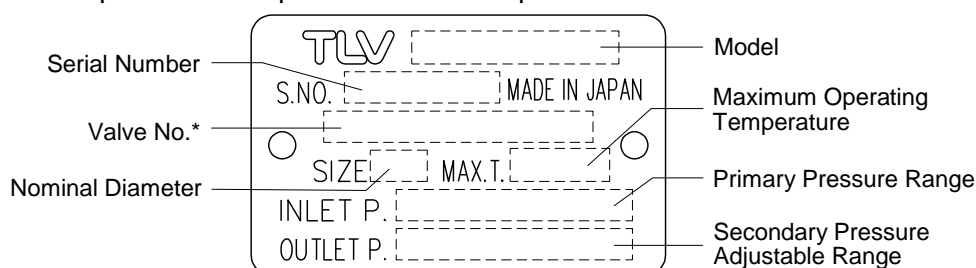 TLV
Model
Serial Number
S.NO.
MADE IN JAPAN
Maximum Operating
Temperature
Valve No.*
SIZE
MAX.T.
Nominal Diameter
Primary Pressure Range
INLET P.
OUTLET P.
Secondary Pressure
Adjustable Range